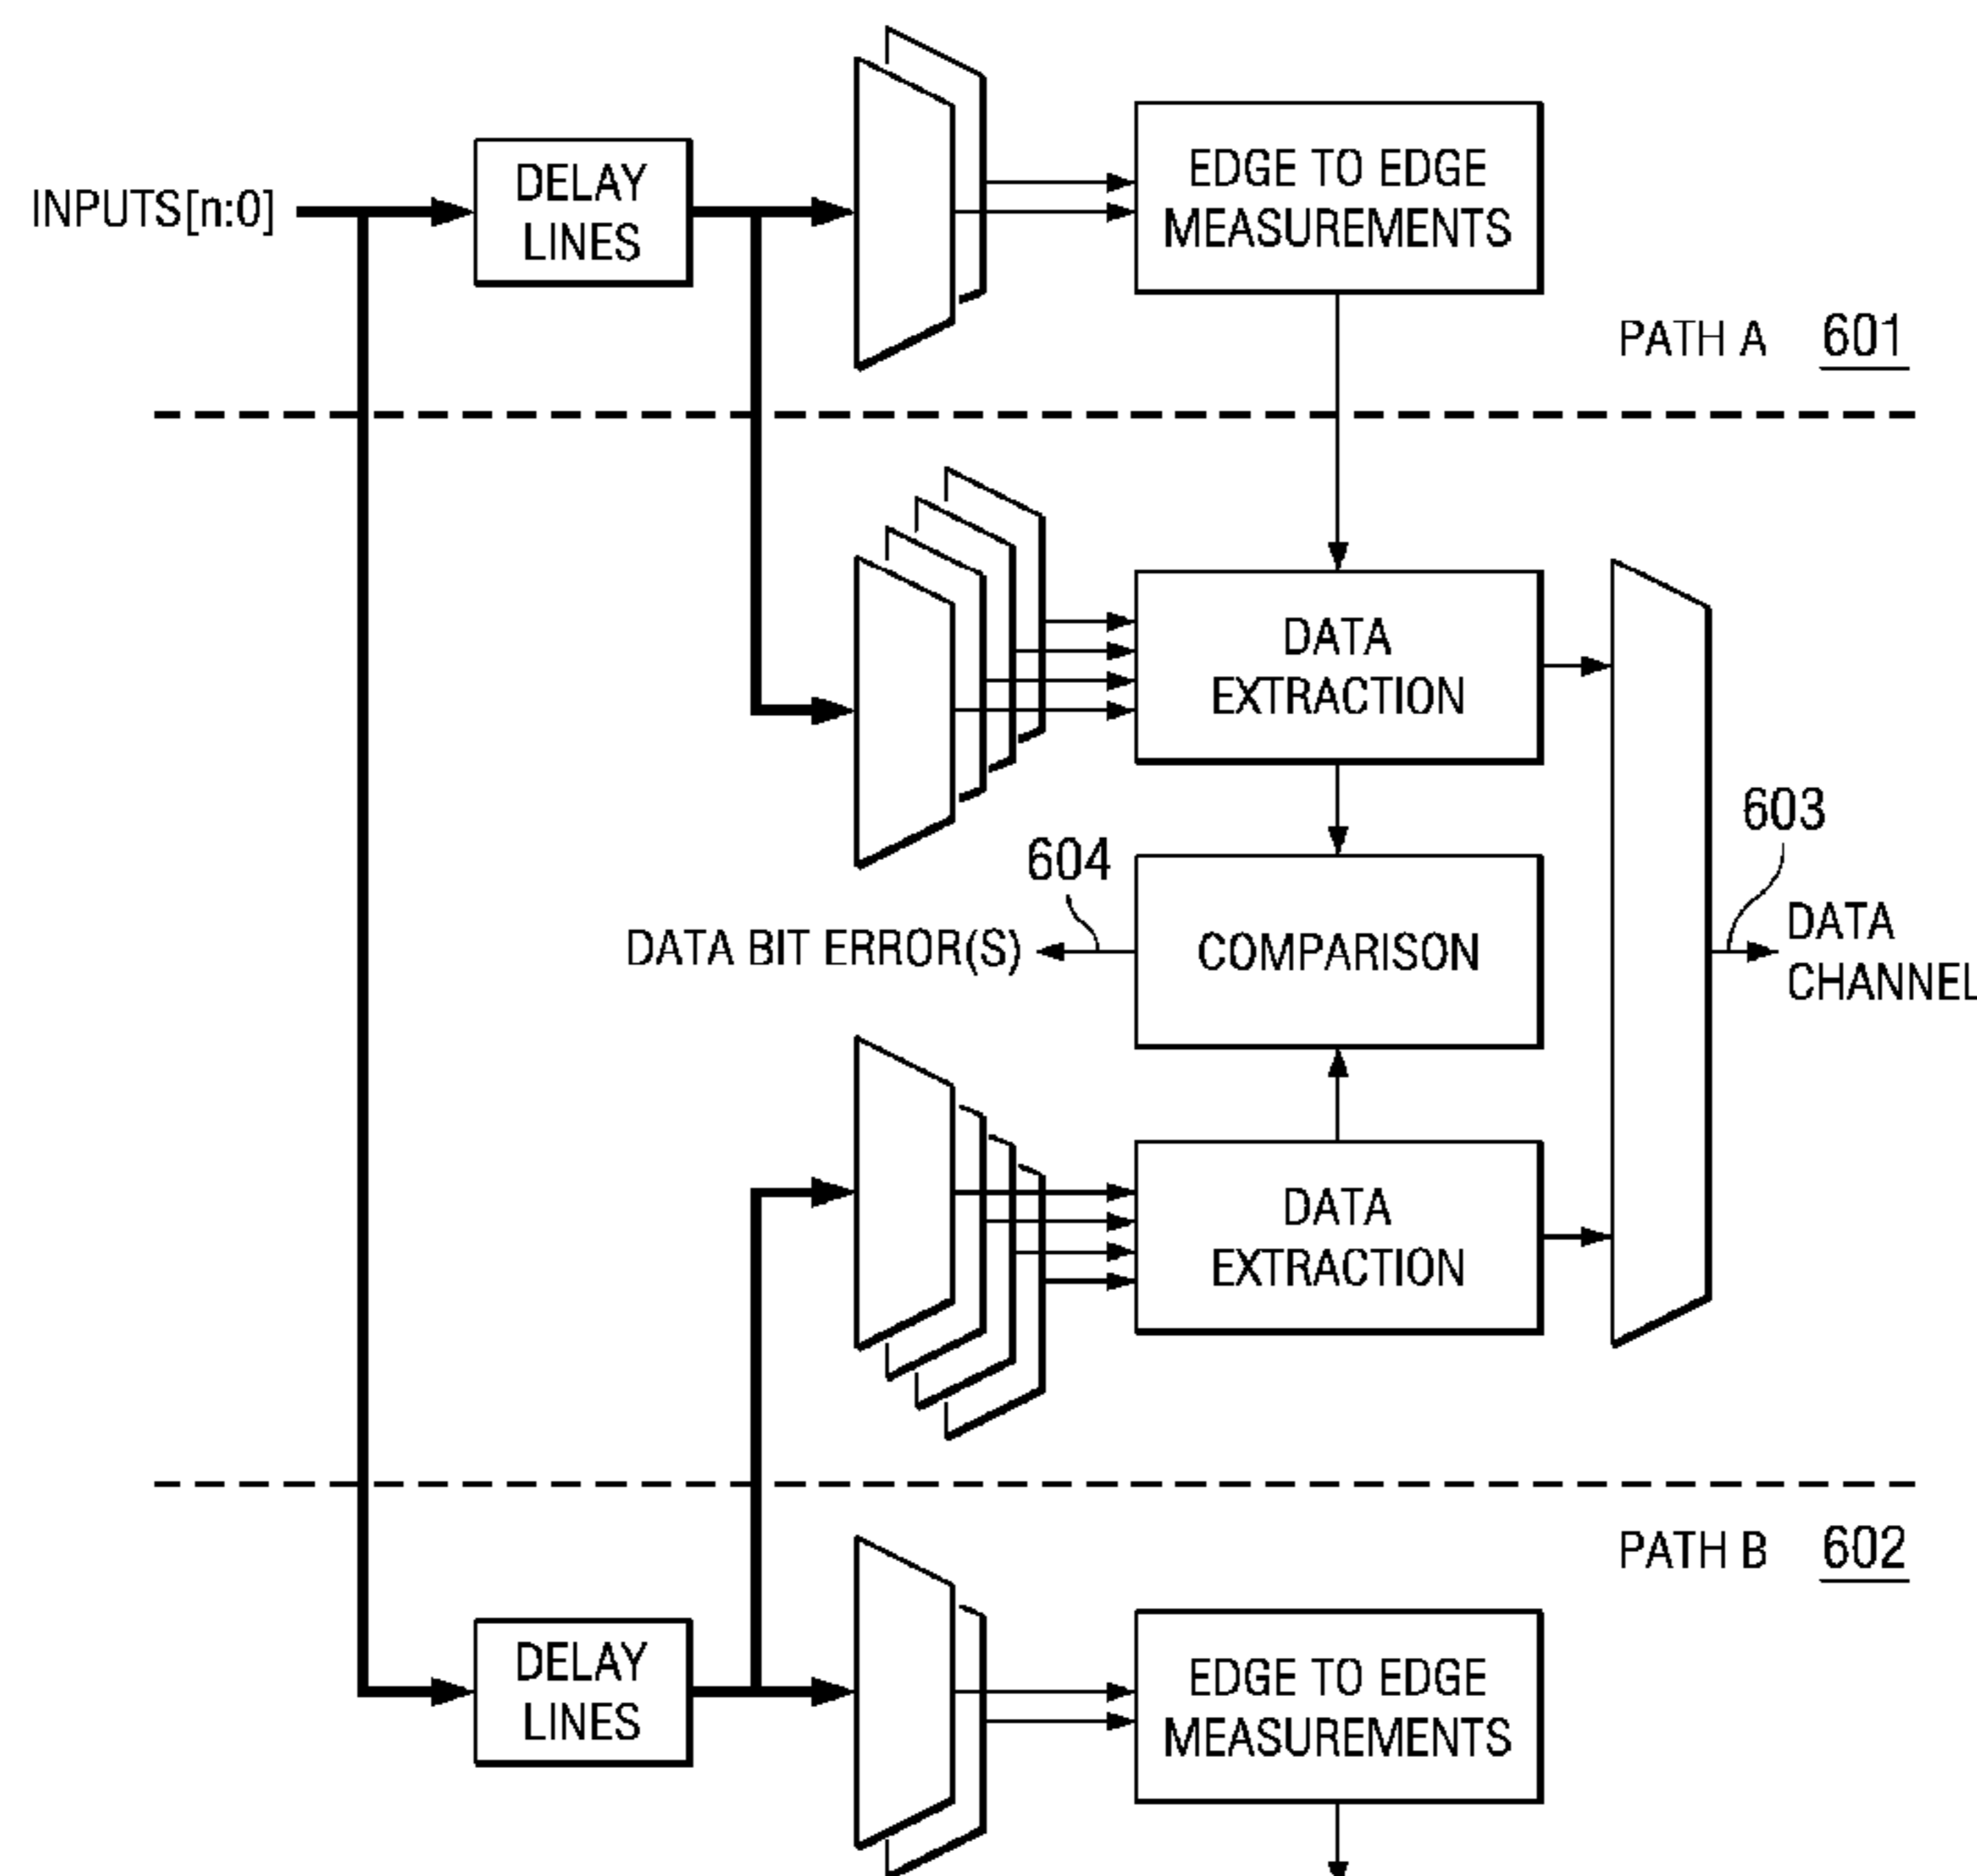 INPUTS[n:0]
DELAY
LINES
EDGE TO EDGE
MEASUREMENTS
PATH A 601
DATA
EXTRACTION
603
604
DATA BIT ERROR(S)
COMPARISON
DATA
CHANNEL
DATA
EXTRACTION
PATH B 602
DELAY
LINES
EDGE TO EDGE
MEASUREMENTS